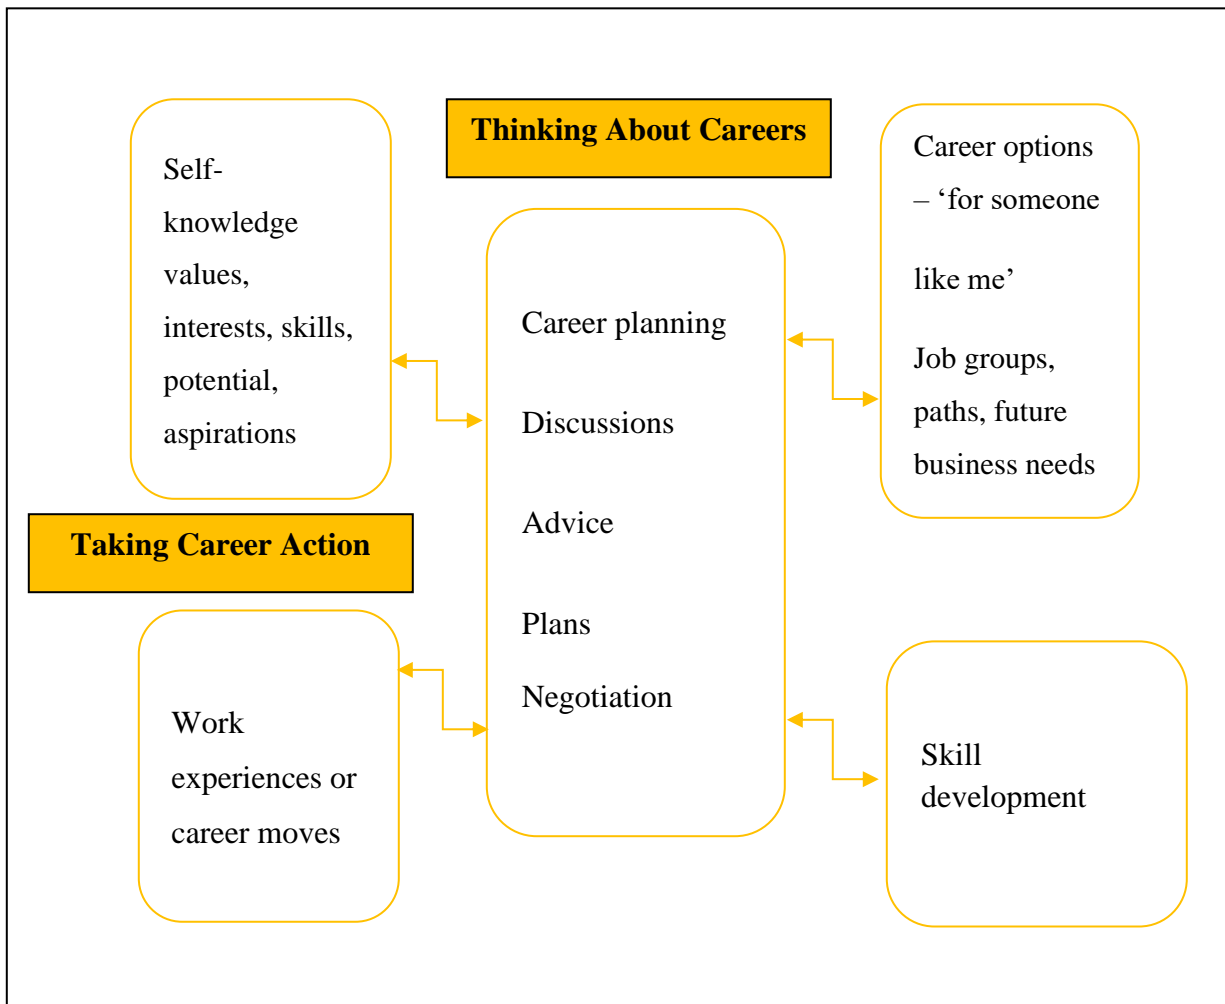 Thinking About Careers
Self-
knowledge
values,
interests, skills,
potential,
aspirations
Career planning
Discussions
Advice
Plans
Negotiation
Career options
– ‘for someone
like me’
Job groups,
paths, future
business needs
Taking Career Action
Work
experiences or
career moves
Skill
development